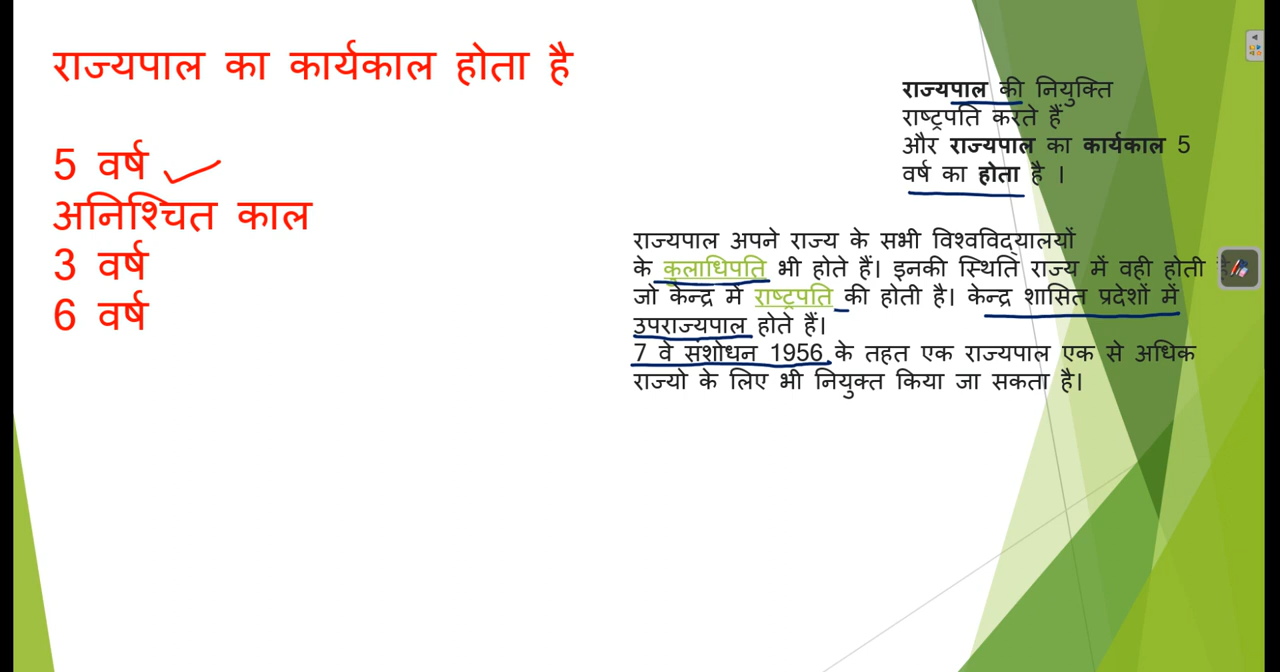 राज्यपाल का कार्यकाल होता है
5 वर्ष
अनिश्चित काल
3 वर्ष
6 वर्ष
राज्यपाल की नियुक्ति
राष्ट्रपति करते हैं
और राज्यपाल का कार्यकाल 5
वर्ष का होता है ।
राज्यपाल अपने राज्य के सभी विश्वविद्यालयों
के कुलाधिपति भी होते हैं। इनकी स्थिति राज्य में वही होती है
जो केन्द्र में राष्ट्रपति की होती है। केन्द्र शासित प्रदेशों में
उपराज्यपाल होते हैं।
7 वे संशोधन 1956 के तहत एक राज्यपाल एक से अधिक
राज्यो के लिए भी नियुक्त किया जा सकता है।